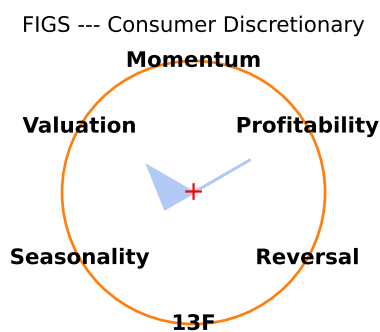 FIGS --- Consumer Discretionary
Momentum
Valuation
Profitability
Seasonality
Reversal
13F